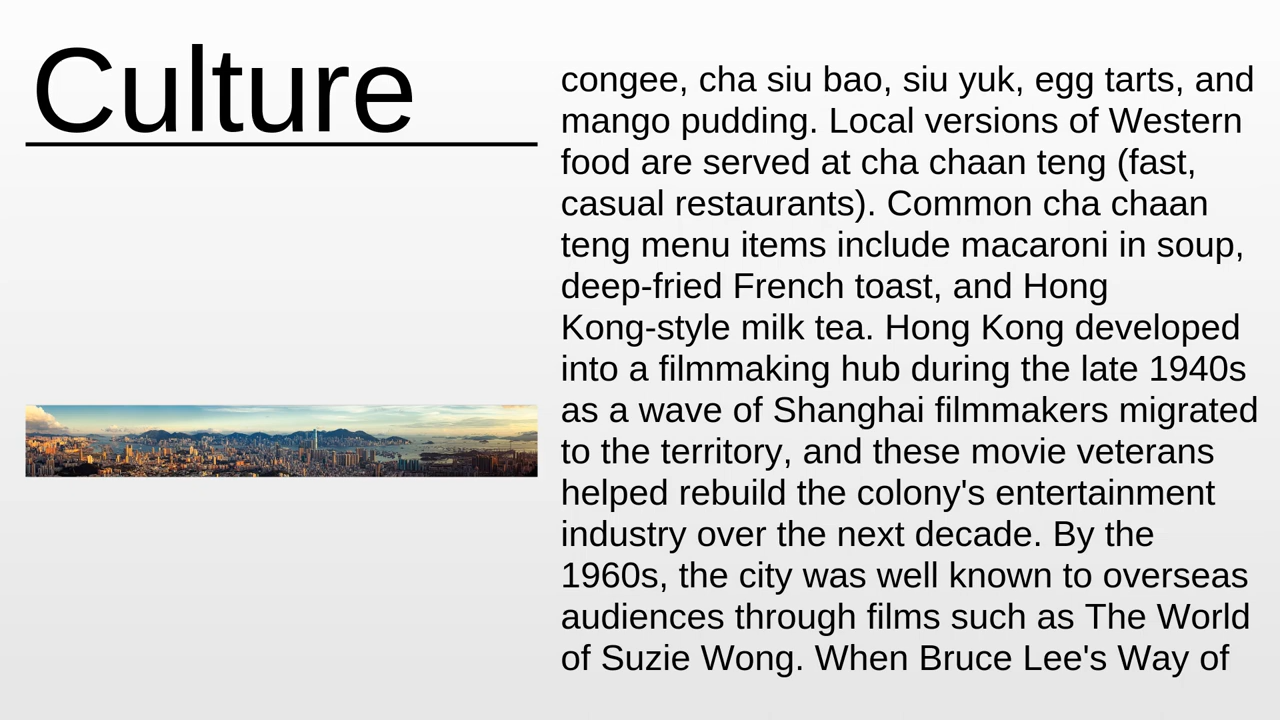 Culture
congee, cha siu bao, siu yuk, egg tarts, and
mango pudding. Local versions of Western
food are served at cha chaan teng (fast,
casual restaurants). Common cha chaan
teng menu items include macaroni in soup,
deep-fried French toast, and Hong
Kong-style milk tea. Hong Kong developed
into a filmmaking hub during the late 1940s
as a wave of Shanghai filmmakers migrated
to the territory, and these movie veterans
helped rebuild the colony's entertainment
industry over the next decade. By the
1960s, the city was well known to overseas
audiences through films such as The World
of Suzie Wong. When Bruce Lee's Way of